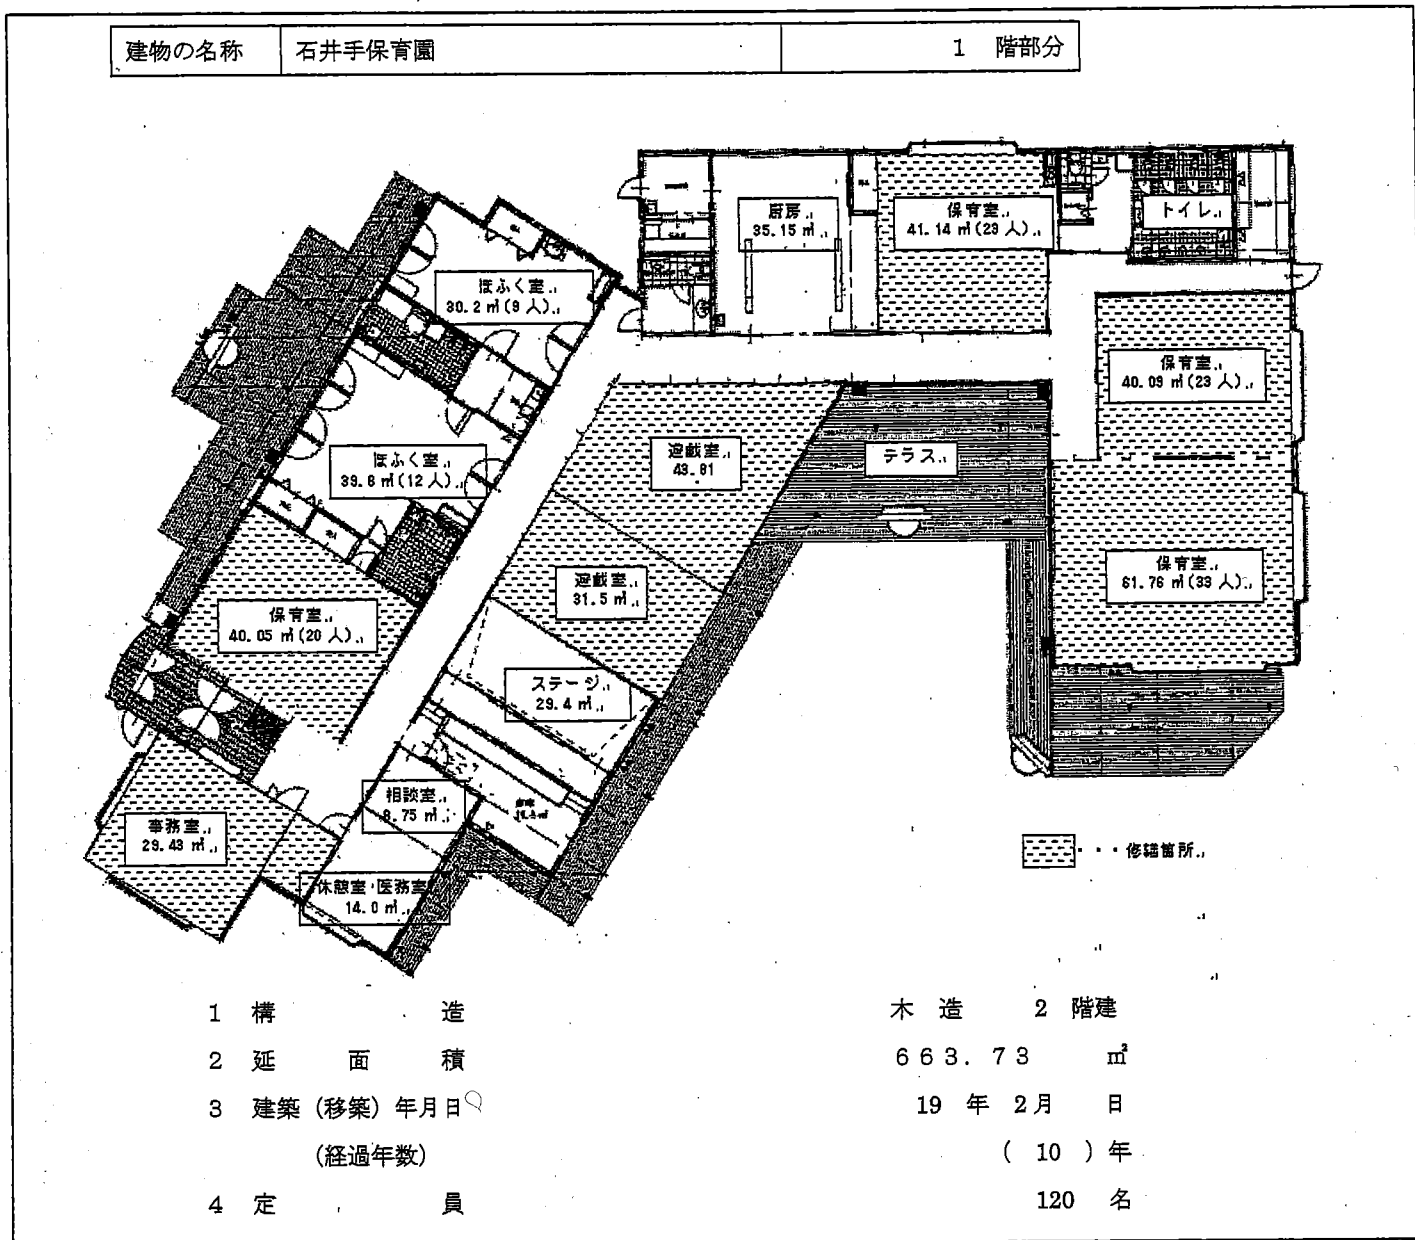 建物の名称 石井手保育園 1 階部分
厨房
35.15 ㎡
保育室
41.14 ㎡(23 人)
トイレ
ほふく室
30.2 ㎡(9 人)
保育室
40.09 ㎡(23 人)
ほふく室
39.6 ㎡(12 人)
遊戯室
43.81
テラス
遊戯室
31.5 ㎡
保育室
61.76 ㎡(33 人)
保育室
40.05 ㎡(20 人)
ステージ
29.4 ㎡
相談室
8.75 ㎡
事務室
29.43 ㎡
休憩室・医務室
14.0 ㎡
・・・修繕箇所
1 構造 木造 2 階建
2 延面積 663.73 ㎡
3 建築(移築)年月日 19 年 2月 日
(経過年数) ( 10 ) 年
4 定員 120 名